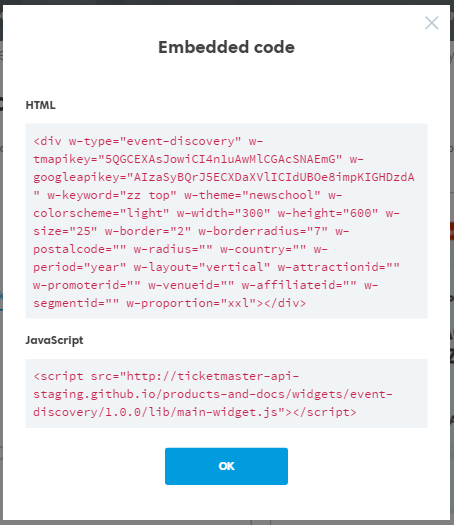 Embedded code
HTML
<div w-type="event-discovery" w-
tmapikey="5QGCEXAsJowiCI4n1uAwMlCGAcSNAEmG" w-
googleapikey="AIzaSyBQrJ5ECXDaXVlICIdUBOe8impKIGHDzdA
" w-keyword="zz top" w-theme="newschool" w-
colorscheme="light" w-width="300" w-height="600" w-
size="25" w-border="2" w-borderradius="7" w-
postalcode="" w-radius="" w-country="" w-
period="year" w-layout="vertical" w-attractionid=""
w-promoterid="" w-venueid="" w-affiliateid="" w-
segmentid="" w-proportion="xxl"></div>
JavaScript
<script src="http://ticketmaster-api-
staging.github.io/products-and-docs/widgets/event-
discovery/1.0.0/lib/main-widget.js"></script>
OK